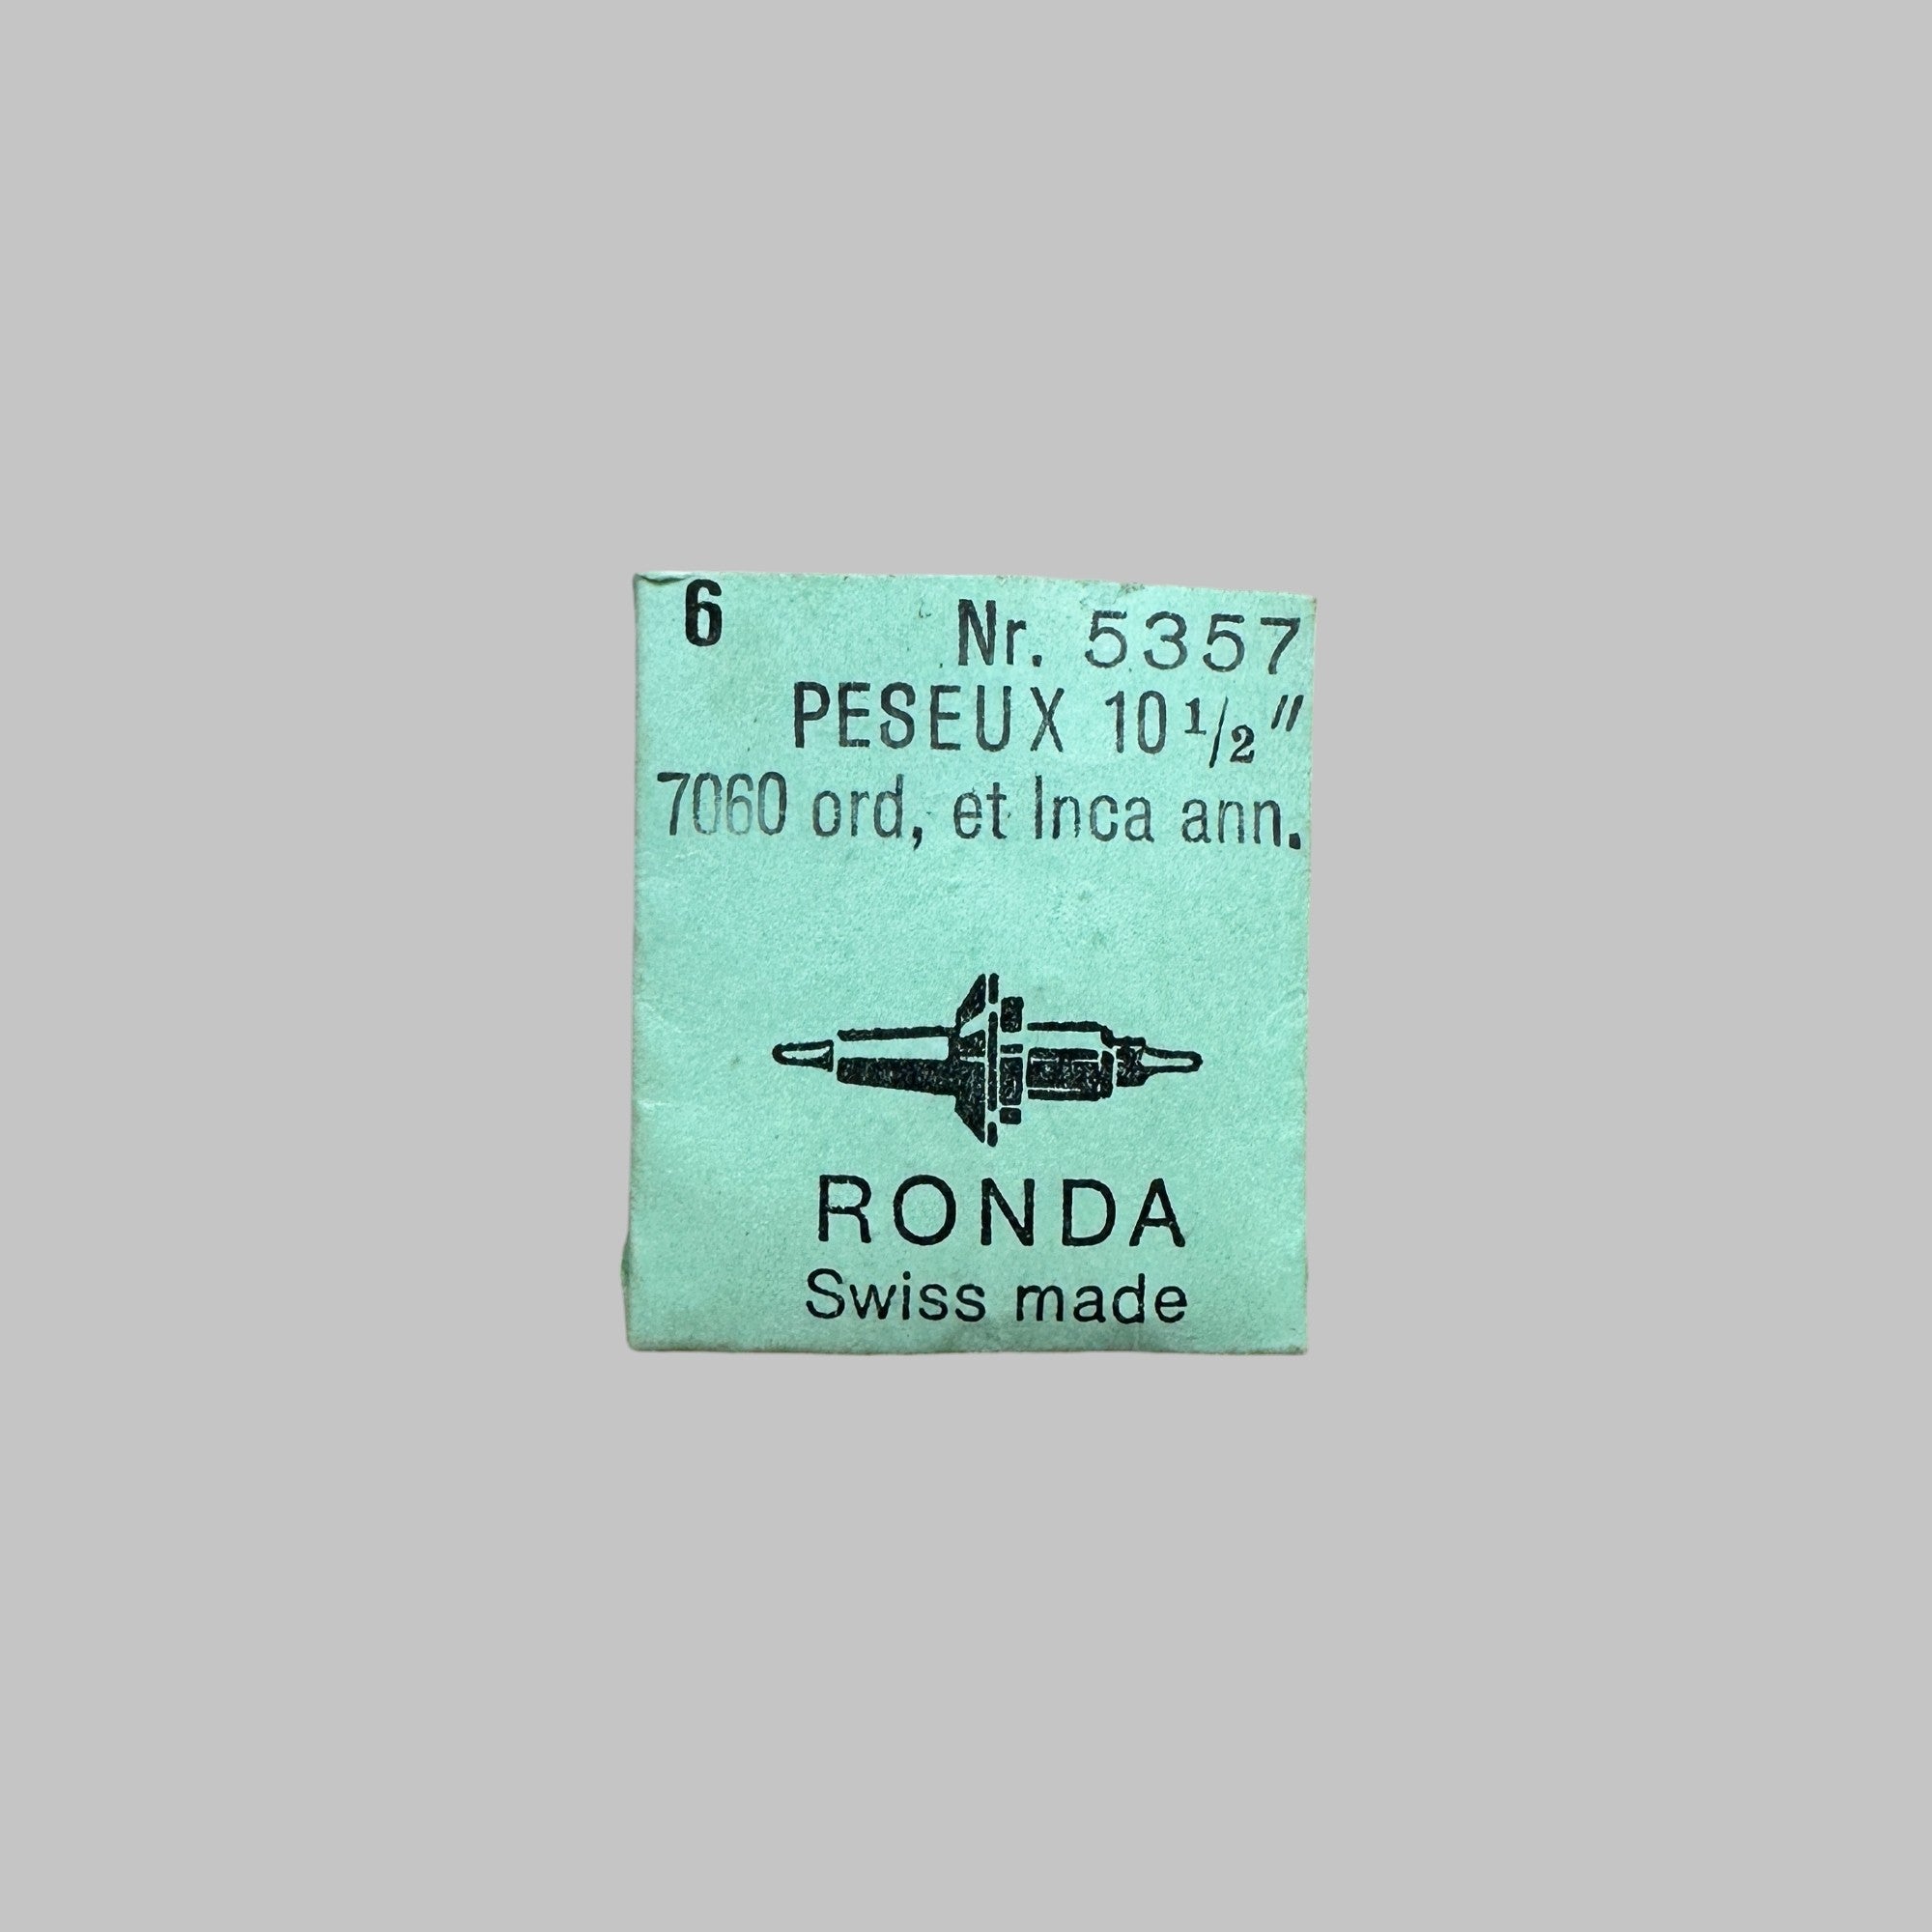 6 Nr. 5357
PESEUX 10 1/2 ″
7060 ord, et Inca ann.
RONDA
Swiss made